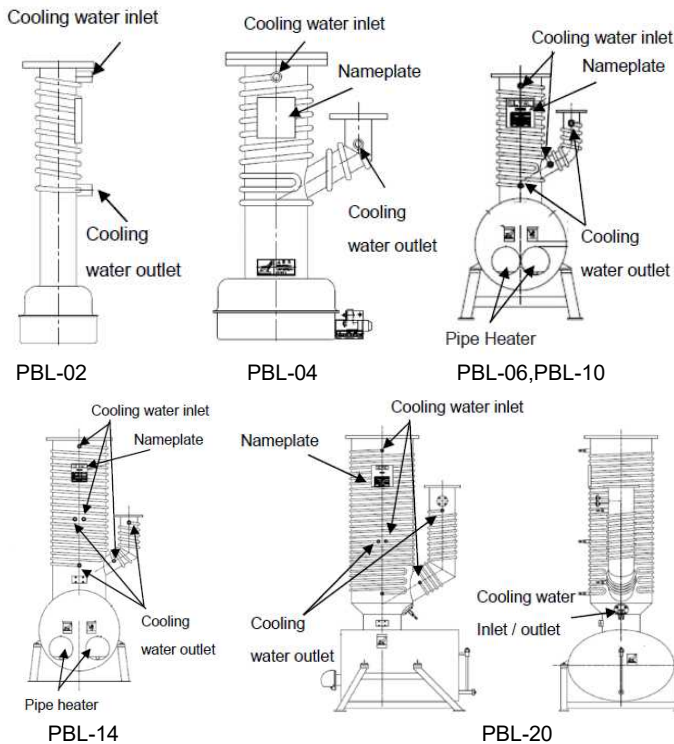 Cooling water inlet
Cooling
water outlet
PBL-02
Cooling water inlet
Nameplate
Cooling
water outlet
PBL-04
Cooling water inlet
Nameplate
Cooling
water outlet
Pipe Heater
PBL-06,PBL-10
Cooling water inlet
Nameplate
Cooling
water outlet
Pipe heater
PBL-14
Cooling water inlet
Nameplate
Cooling
water outlet
Cooling water
Inlet / outlet
PBL-20